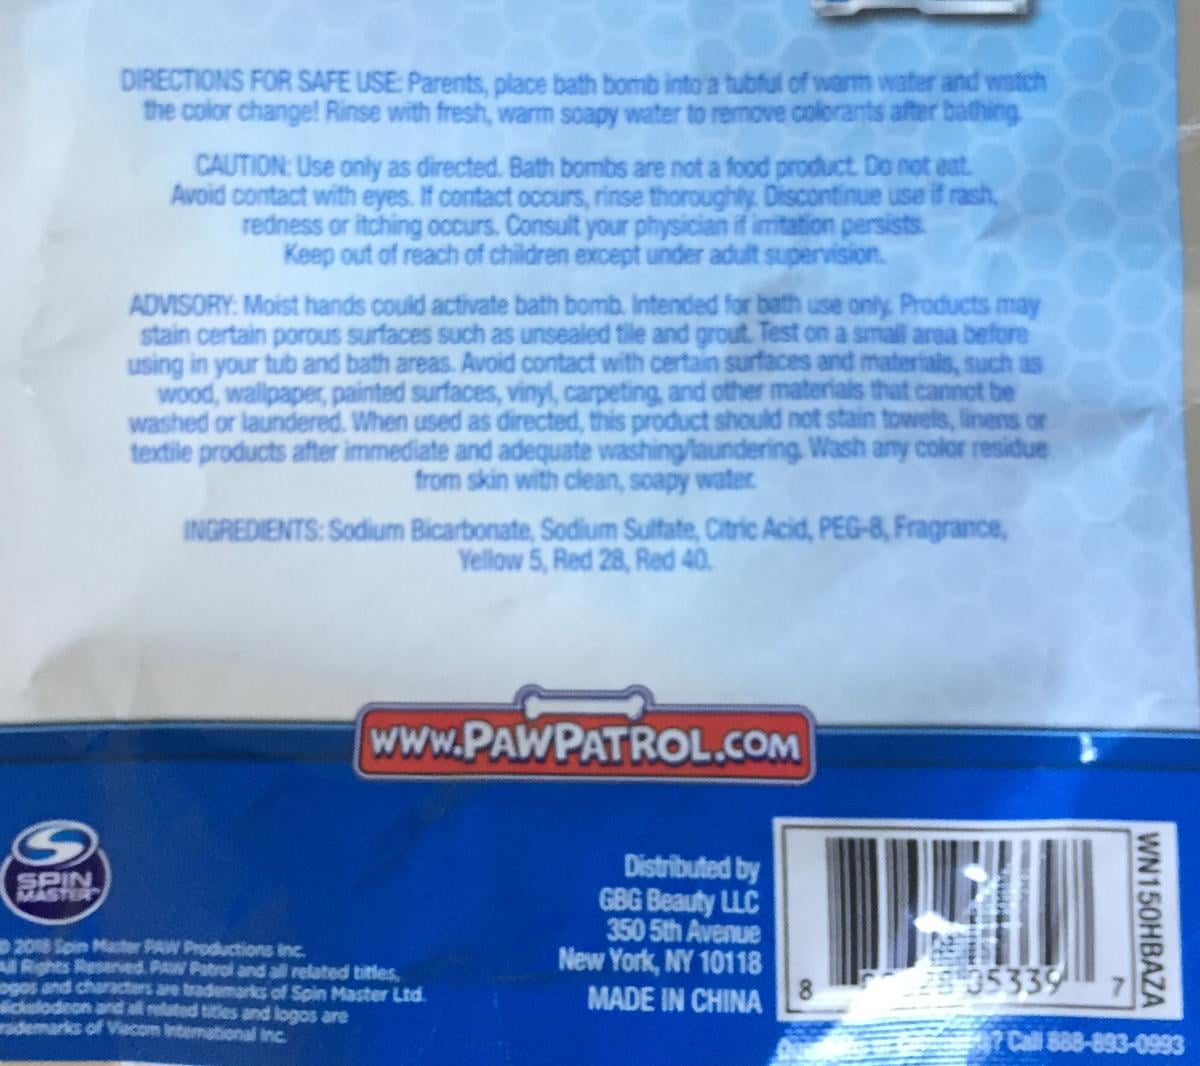 DIRECTIONS FOR SAFE USE: Parents, place bath bomb into a tubful of warm water and watch
the color change! Rinse with fresh, warm soapy water to remove colorants after bathing.
CAUTION: Use only as directed. Bath bombs are not a food product. Do not eat.
Avoid contact with eyes. If contact occurs, rinse thoroughly. Discontinue use if rash,
redness or itching occurs. Consult your physician if irritation persists.
Keep out of reach of children except under adult supervision.
ADVISORY: Moist hands could activate bath bomb. Intended for bath use only. Products may
stain certain porous surfaces such as unsealed tile and grout. Test on a small area before
using in your tub and bath areas. Avoid contact with certain surfaces and materials, such as
wood, wallpaper, painted surfaces, vinyl, carpeting, and other materials that cannot be
washed or laundered. When used as directed, this product should not stain towels, linens or
textile products after immediate and adequate washing/laundering. Wash any color residue
from skin with clean, soapy water.
INGREDIENTS: Sodium Bicarbonate, Sodium Sulfate, Citric Acid, PEG-8, Fragrance,
Yellow 5, Red 28, Red 40.
WWW.PAWPATROL.COM
SPIN
MASTER™
© 2018 Spin Master PAW Productions Inc.
All Rights Reserved. PAW Patrol and all related titles,
logos and characters are trademarks of Spin Master Ltd.
Nickelodeon and all related titles and logos are
trademarks of Viacom International Inc.
Distributed by
GBG Beauty LLC
350 5th Avenue
New York, NY 10118
MADE IN CHINA
8 05339 7
WN150HBAZA
? Call 888-893-0993